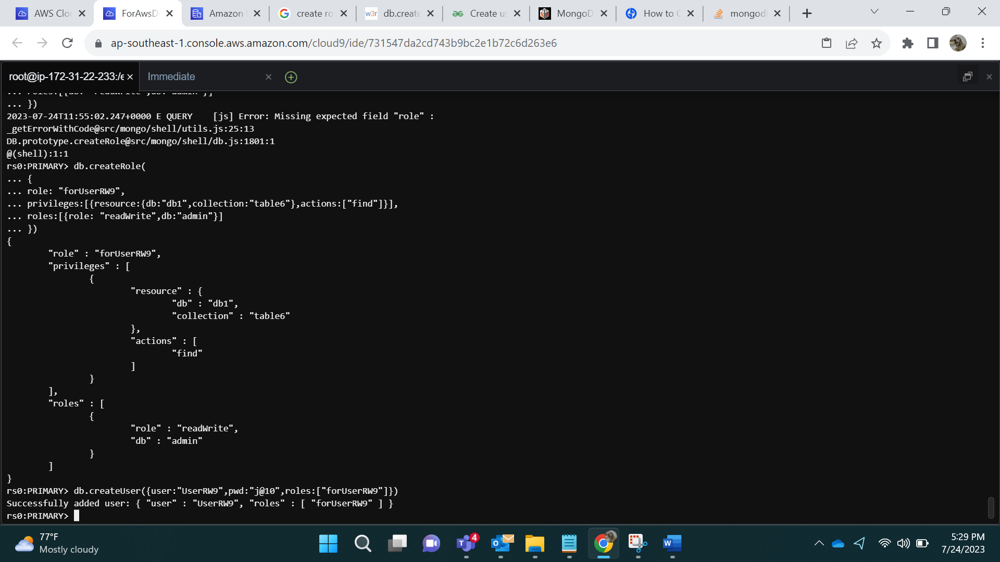 AWS Clou
ForAwsD
Amazon
create ro
w3r db.create
Create us
MongoD
How to C
mongod
ap-southeast-1.console.aws.amazon.com/cloud9/ide/731547da2cd743b9bc2e1b72c6d263e6
root@ip-172-31-22-233:/e
Immediate
... })
2023-07-24T11:55:02.247+0000 E QUERY    [js] Error: Missing expected field "role" :
_getErrorWithCode@src/mongo/shell/utils.js:25:13
DB.prototype.createRole@src/mongo/shell/db.js:1801:1
@(shell):1:1
rs0:PRIMARY> db.createRole(
... {
... role: "forUserRW9",
... privileges:[{resource:{db:"db1",collection:"table6"},actions:["find"]}],
... roles:[{role: "readWrite",db:"admin"}]
... })
{
"role" : "forUserRW9",
"privileges" : [
{
"resource" : {
"db" : "db1",
"collection" : "table6"
},
"actions" : [
"find"
]
}
],
"roles" : [
{
"role" : "readWrite",
"db" : "admin"
}
]
}
rs0:PRIMARY> db.createUser({user:"UserRW9",pwd:"j@10",roles:["forUserRW9"]})
Successfully added user: { "user" : "UserRW9", "roles" : [ "forUserRW9" ] }
rs0:PRIMARY>
77°F
Mostly cloudy
4
5:29 PM
7/24/2023